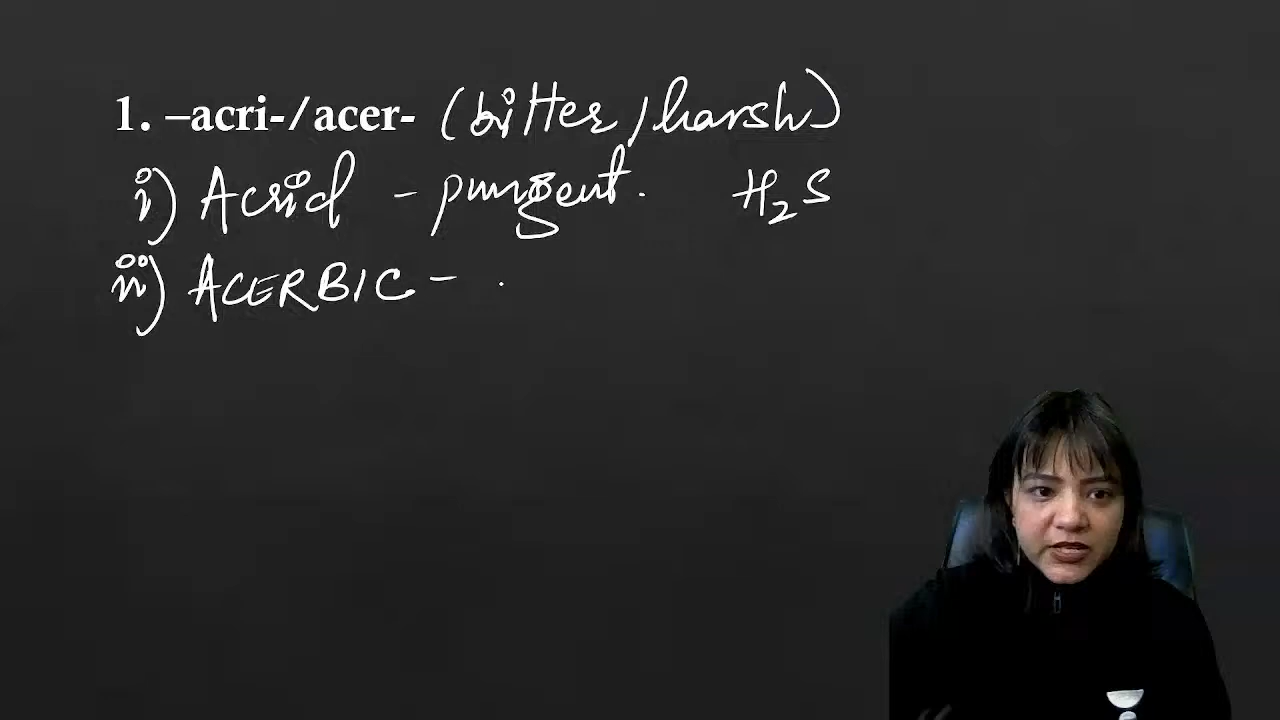 1. –acri-/acer- (bitter/harsh)
i) Acrid - pungent. H₂S
ii) ACERBIC -